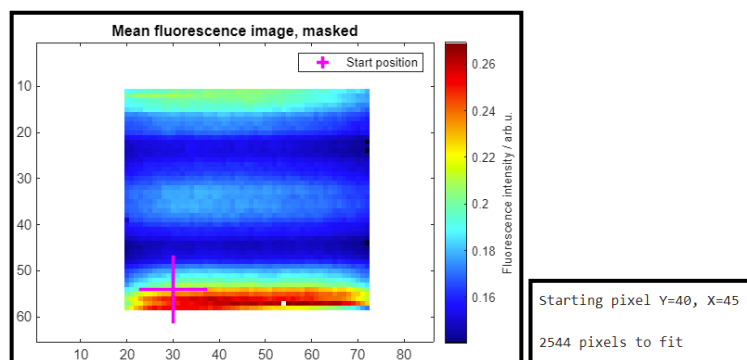 Mean fluorescence image, masked
Start position
10
20
30
40
50
60
10 20 30 40 50 60 70 80
0.26
0.24
0.22
0.2
0.18
0.16
Fluorescence intensity / arb.u.
Starting pixel Y=40, X=45
2544 pixels to fit